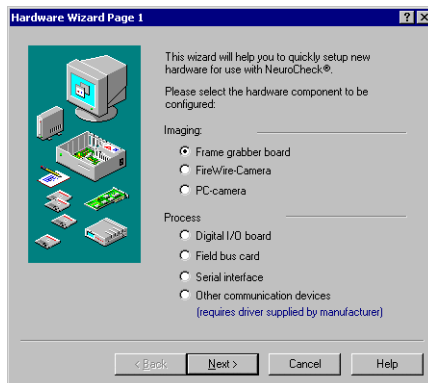 Hardware Wizard Page 1
This wizard will help you to quickly setup new
hardware for use with NeuroCheck®.
Please select the hardware component to be
configured:
Imaging:
Frame grabber board
FireWire-Camera
PC-camera
Process
Digital I/O board
Field bus card
Serial interface
Other communication devices
(requires driver supplied by manufacturer)
< Back Next > Cancel Help